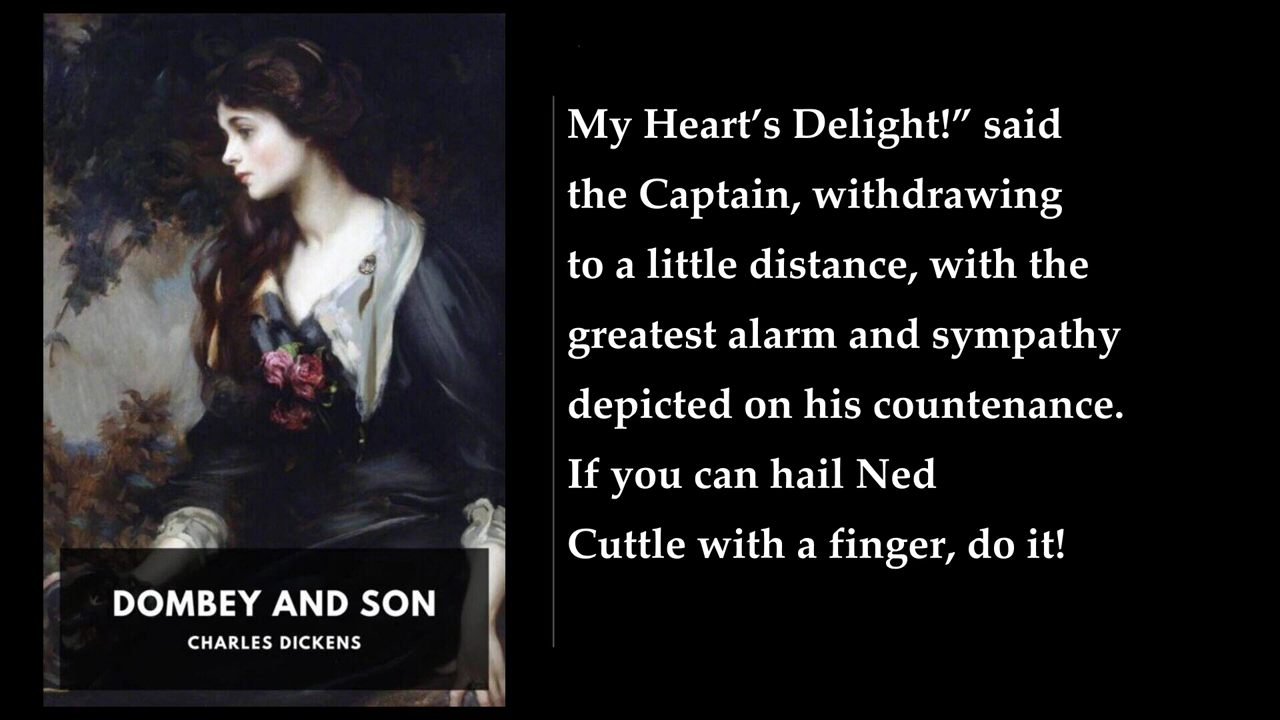 DOMBEY AND SON
CHARLES DICKENS
My Heart’s Delight!” said
the Captain, withdrawing
to a little distance, with the
greatest alarm and sympathy
depicted on his countenance.
If you can hail Ned
Cuttle with a finger, do it!